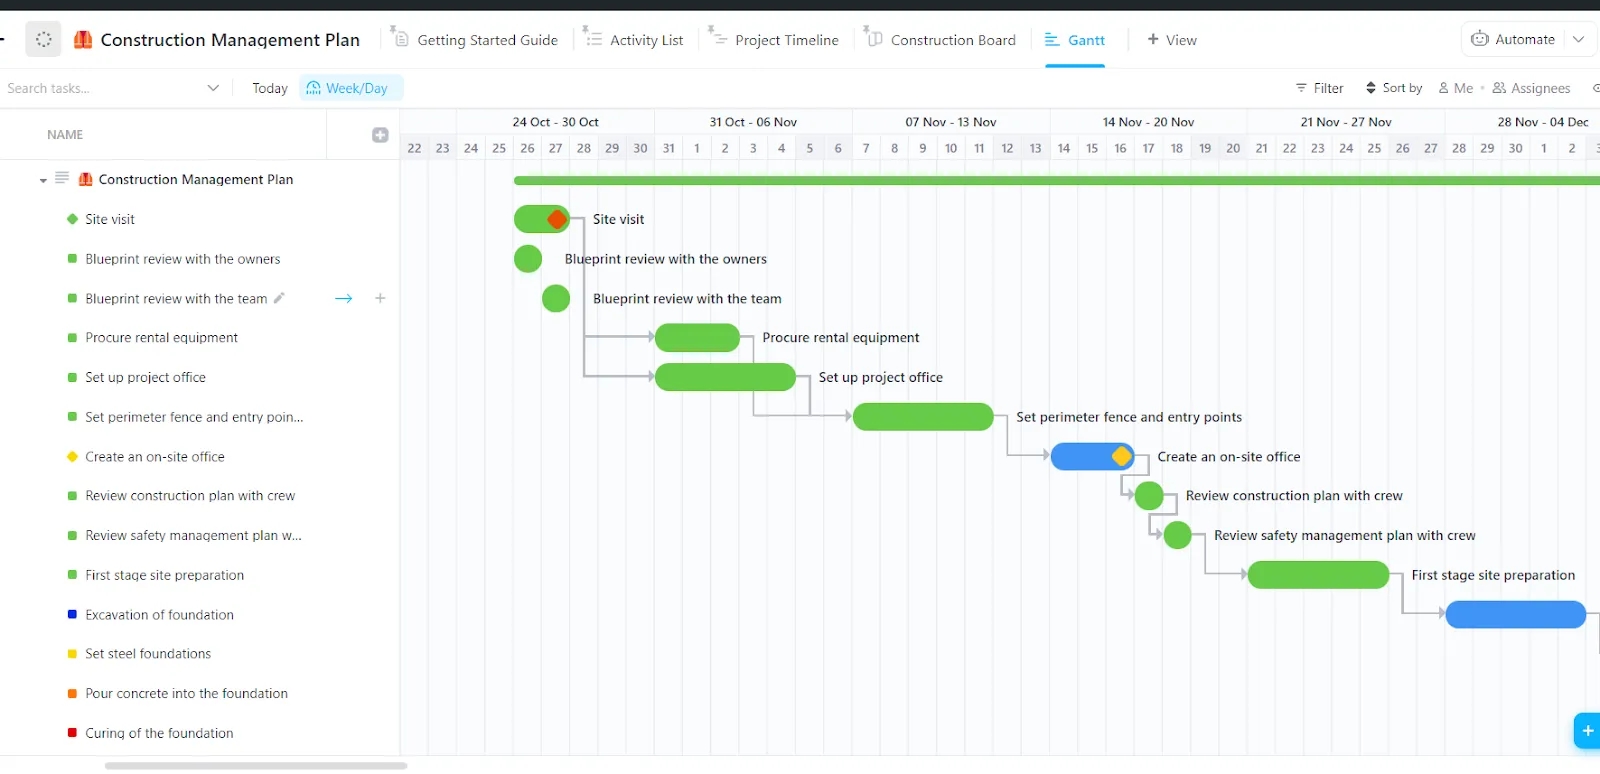 Construction Management Plan
Getting Started Guide
Activity List
Project Timeline
Construction Board
Gantt
+ View
Automate
Search tasks...
Today
Week/Day
Filter
Sort by
Me
Assignees
NAME
24 Oct - 30 Oct
31 Oct - 06 Nov
07 Nov - 13 Nov
14 Nov - 20 Nov
21 Nov - 27 Nov
28 Nov - 04 Dec
22 23 24 25 26 27 28 29 30 31 1 2 3 4 5 6 7 8 9 10 11 12 13 14 15 16 17 18 19 20 21 22 23 24 25 26 27 28 29 30 1 2
Construction Management Plan
Site visit
Site visit
Blueprint review with the owners
Blueprint review with the owners
Blueprint review with the team
Blueprint review with the team
Procure rental equipment
Procure rental equipment
Set up project office
Set up project office
Set perimeter fence and entry poin...
Set perimeter fence and entry points
Create an on-site office
Create an on-site office
Review construction plan with crew
Review construction plan with crew
Review safety management plan w...
Review safety management plan with crew
First stage site preparation
First stage site preparation
Excavation of foundation
Set steel foundations
Pour concrete into the foundation
Curing of the foundation